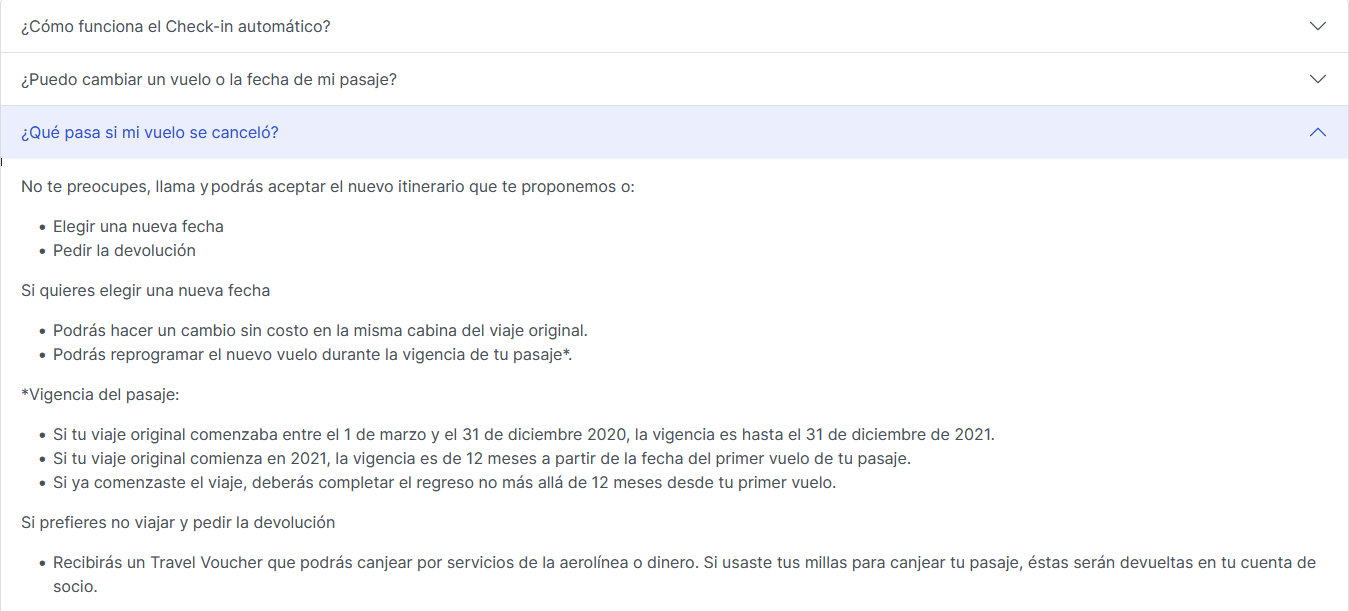 ¿Cómo funciona el Check-in automático?
¿Puedo cambiar un vuelo o la fecha de mi pasaje?
¿Qué pasa si mi vuelo se canceló?
No te preocupes, llama y podrás aceptar el nuevo itinerario que te proponemos o:
• Elegir una nueva fecha
• Pedir la devolución
Si quieres elegir una nueva fecha
• Podrás hacer un cambio sin costo en la misma cabina del viaje original.
• Podrás reprogramar el nuevo vuelo durante la vigencia de tu pasaje*.
*Vigencia del pasaje:
• Si tu viaje original comenzaba entre el 1 de marzo y el 31 de diciembre 2020, la vigencia es hasta el 31 de diciembre de 2021.
• Si tu viaje original comienza en 2021, la vigencia es de 12 meses a partir de la fecha del primer vuelo de tu pasaje.
• Si ya comenzaste el viaje, deberás completar el regreso no más allá de 12 meses desde tu primer vuelo.
Si prefieres no viajar y pedir la devolución
• Recibirás un Travel Voucher que podrás canjear por servicios de la aerolínea o dinero. Si usaste tus millas para canjear tu pasaje, éstas serán devueltas en tu cuenta de
socio.